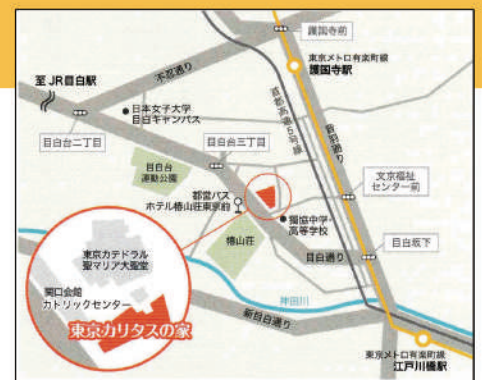 護国寺前
東京メトロ有楽町線
護国寺駅
至 JR目白駅
不忍通り
日本女子大学
目白キャンパス
首都高速5号線
音羽通り
目白台二丁目
目白台三丁目
目白台
運動公園
文京福祉
センター前
都営バス
ホテル椿山荘東京前
獨協中学・
高等学校
椿山荘
目白坂下
目白通り
東京カテドラル
聖マリア大聖堂
関口会館
カトリックセンター
東京カリタスの家
神田川
新目白通り
東京メトロ有楽町線
江戸川橋駅